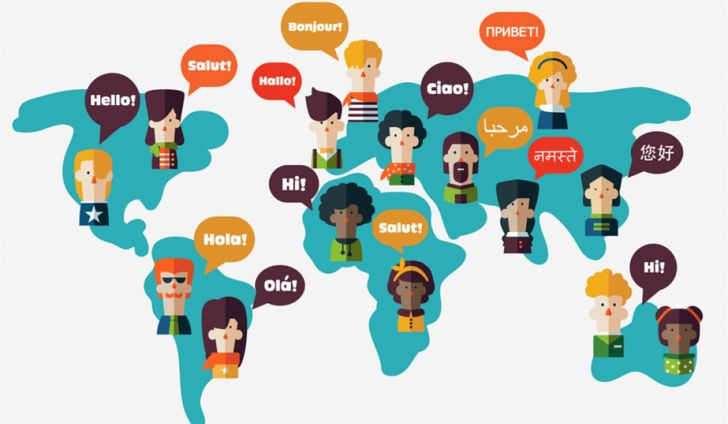 Bonjour!
ПРИВЕТ!
Salut!
Hallo!
Ciao!
Hello!
مرحبا
नमस्ते
您好
Hi!
Salut!
Hola!
Olá!
Hi!